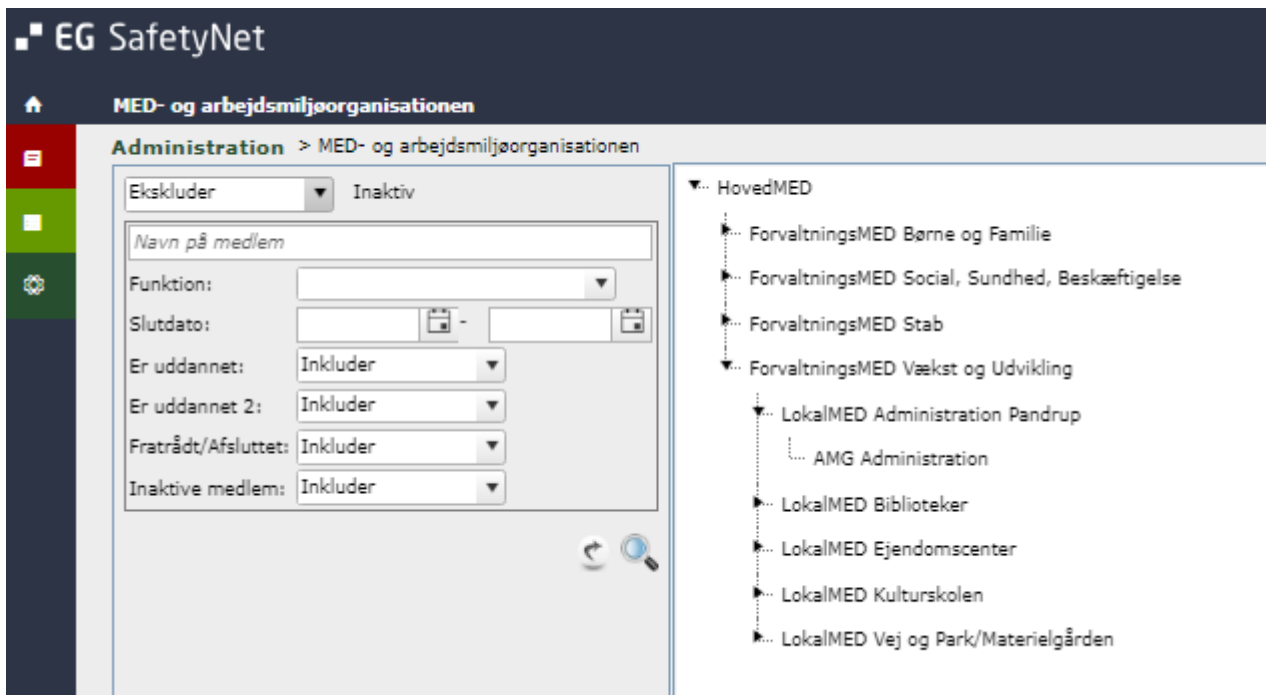 EG SafetyNet
MED- og arbejdsmiljøorganisationen
Administration > MED- og arbejdsmiljøorganisationen
Ekskluder Inaktiv
Navn på medlem
Funktion:
Slutdato: -
Er uddannet: Inkluder
Er uddannet 2: Inkluder
Fratrådt/Afsluttet: Inkluder
Inaktive medlem: Inkluder
HovedMED
ForvaltningsMED Børne og Familie
ForvaltningsMED Social, Sundhed, Beskæftigelse
ForvaltningsMED Stab
ForvaltningsMED Vækst og Udvikling
LokalMED Administration Pandrup
AMG Administration
LokalMED Biblioteker
LokalMED Ejendomscenter
LokalMED Kulturskolen
LokalMED Vej og Park/Materielgården